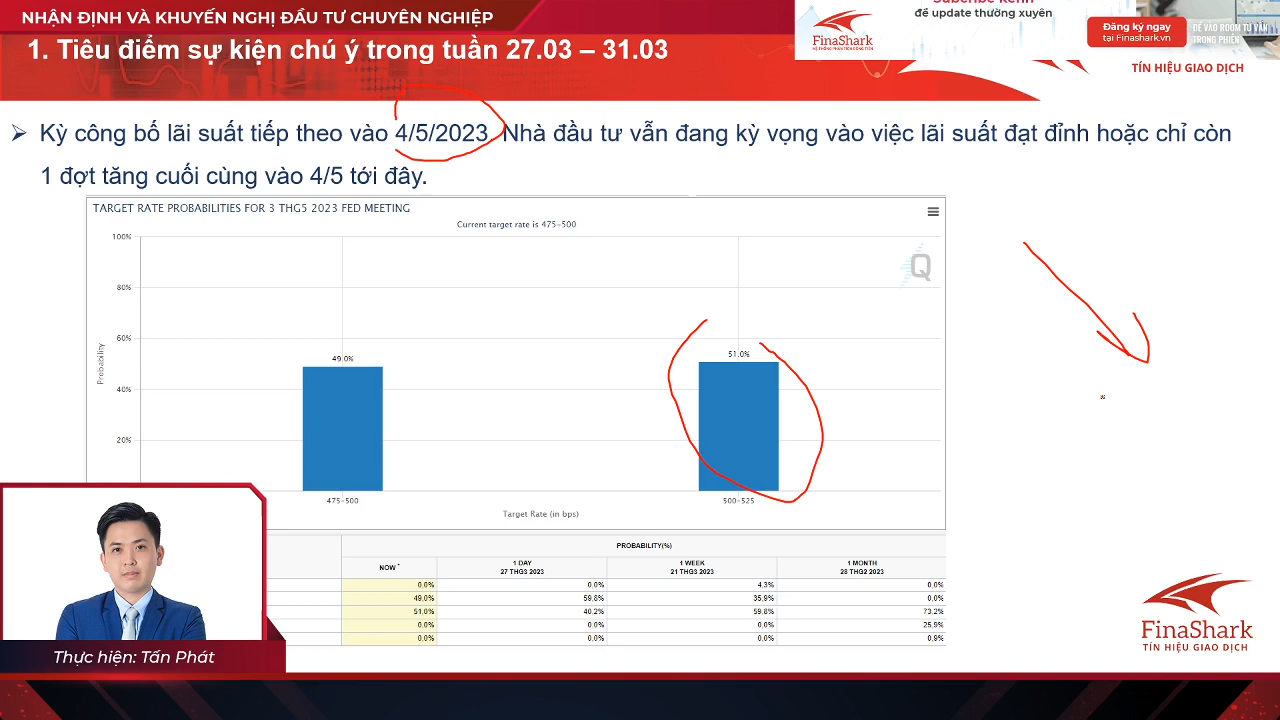 NHẬN ĐỊNH VÀ KHUYẾN NGHỊ ĐẦU TƯ CHUYÊN NGHIỆP
để update thường xuyên
FinaShark
Đăng ký ngay
tại Finashark.vn
ĐỂ VÀO ROOM TƯ VẤN
TRONG PHIÊN
TÍN HIỆU GIAO DỊCH
1. Tiêu điểm sự kiện chú ý trong tuần 27.03 – 31.03
➢ Kỳ công bố lãi suất tiếp theo vào 4/5/2023. Nhà đầu tư vẫn đang kỳ vọng vào việc lãi suất đạt đỉnh hoặc chỉ còn
1 đợt tăng cuối cùng vào 4/5 tới đây.
TARGET RATE PROBABILITIES FOR 3 THG5 2023 FED MEETING
Current target rate is 475-500
100%
80%
60%
40%
20%
Probability
49.0%
51.0%
Q
475-500
500-525
Target Rate (in bps)
PROBABILITY(%)
NOW * 1 DAY 27 THG3 2023 1 WEEK 21 THG3 2023 1 MONTH 28 THG2 2023
0.0% 0.0% 4.3% 0.0%
49.0% 59.8% 35.9% 0.0%
51.0% 40.2% 59.8% 73.2%
0.0% 0.0% 0.0% 25.9%
0.0% 0.0% 0.0% 0.9%
Thực hiện: Tấn Phát
FinaShark
TÍN HIỆU GIAO DỊCH